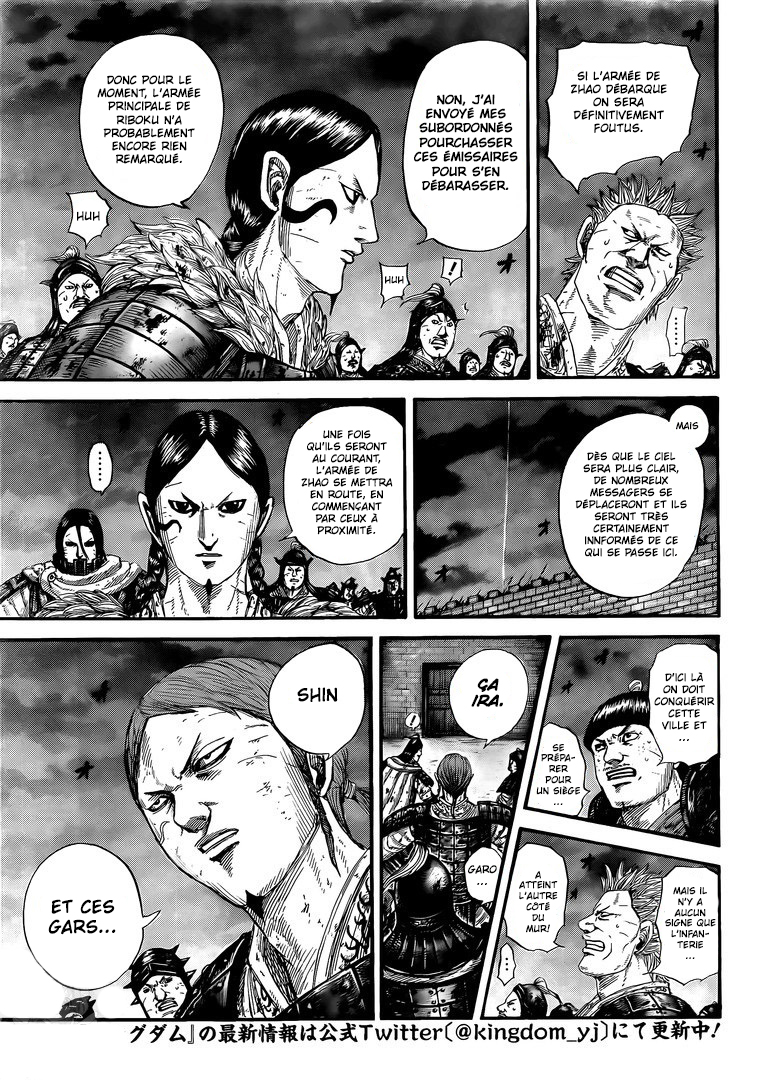 SI L'ARMÉE DE
ZHAO DÉBARQUE
ON SERA
DÉFINITIVEMENT
FOUTUS.
......
NON, J'AI
ENVOYÉ MES
SUBORDONNÉS
POURCHASSER
CES ÉMISSAIRES
POUR S'EN
DÉBARASSER.
DONC POUR LE
MOMENT, L'ARMÉE
PRINCIPALE DE
RIBOKU N'A
PROBABLEMENT
ENCORE RIEN
REMARQUÉ.
!
HUH
HUH
MAIS
DÈS QUE LE CIEL
SERA PLUS CLAIR,
DE NOMBREUX
MESSAGERS SE
DÉPLACERONT ET ILS
SERONT TRÈS
CERTAINEMENT
INNFORMÉS DE CE
QUI SE PASSE ICI.
UNE FOIS
QU'ILS SERONT
AU COURANT,
L'ARMÉE DE
ZHAO SE METTRA
EN ROUTE, EN
COMMENÇANT
PAR CEUX À
PROXIMITÉ.
......
D'ICI LÀ
ON DOIT
CONQUÉRIR
CETTE
VILLE ET
...
SE
PRÉPA-
RER
POUR
UN SIÈGE
...
MAIS IL
N'Y A
AUCUN
SIGNE QUE
L'INFAN-
TERIE
...
A
ATTEINT
L'AUTRE
CÔTÉ
DU
MUR!
......
ÇA
IRA.
!
GARO
...
SHIN
ET CES
GARS...
グダム』の最新情報は公式Twitter(@kingdom_yj)にて更新中!